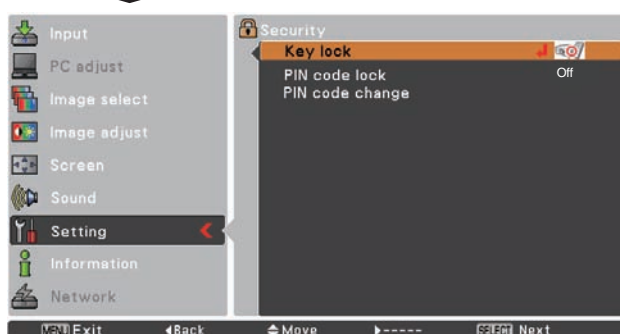 Input
PC adjust
Image select
Image adjust
Screen
Sound
Setting
Information
Network
Security
Key lock
PIN code lock Off
PIN code change
MENU Exit ◀Back ◆Move ▶----- SELECT Next